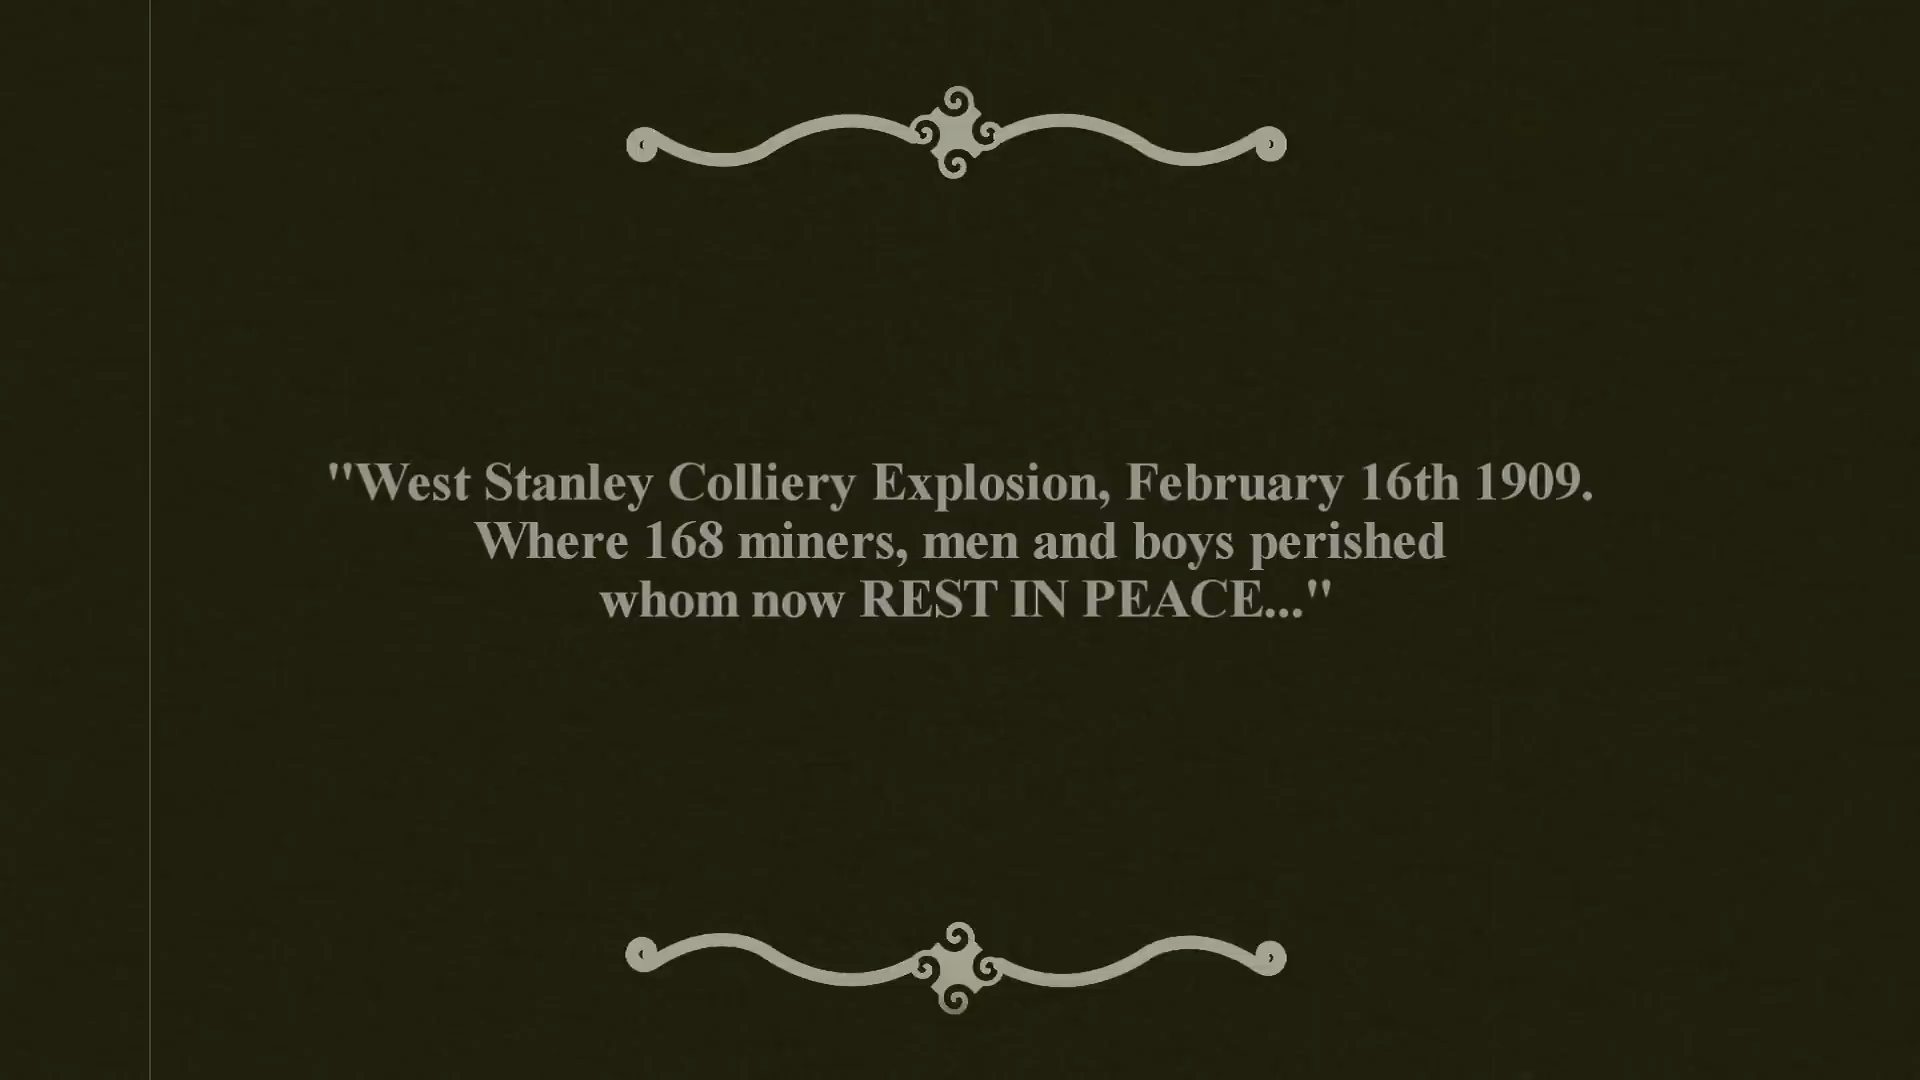 "West Stanley Colliery Explosion, February 16th 1909.
Where 168 miners, men and boys perished
whom now REST IN PEACE..."